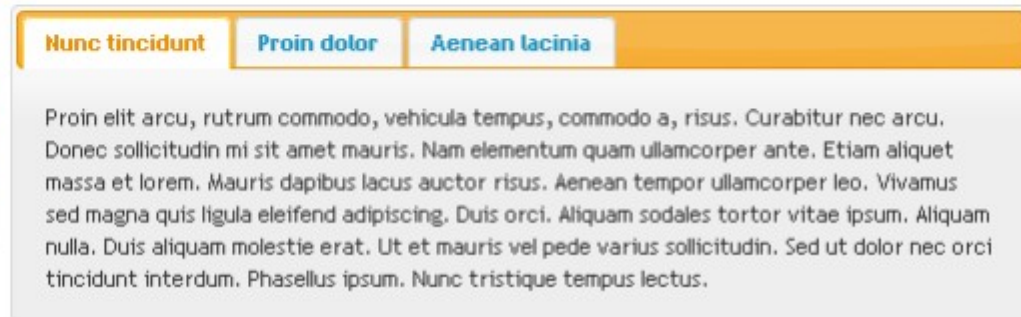 Nunc tincidunt Proin dolor Aenean lacinia
Proin elit arcu, rutrum commodo, vehicula tempus, commodo a, risus. Curabitur nec arcu.
Donec sollicitudin mi sit amet mauris. Nam elementum quam ullamcorper ante. Etiam aliquet
massa et lorem. Mauris dapibus lacus auctor risus. Aenean tempor ullamcorper leo. Vivamus
sed magna quis ligula eleifend adipiscing. Duis orci. Aliquam sodales tortor vitae ipsum. Aliquam
nulla. Duis aliquam molestie erat. Ut et mauris vel pede varius sollicitudin. Sed ut dolor nec orci
tincidunt interdum. Phasellus ipsum. Nunc tristique tempus lectus.